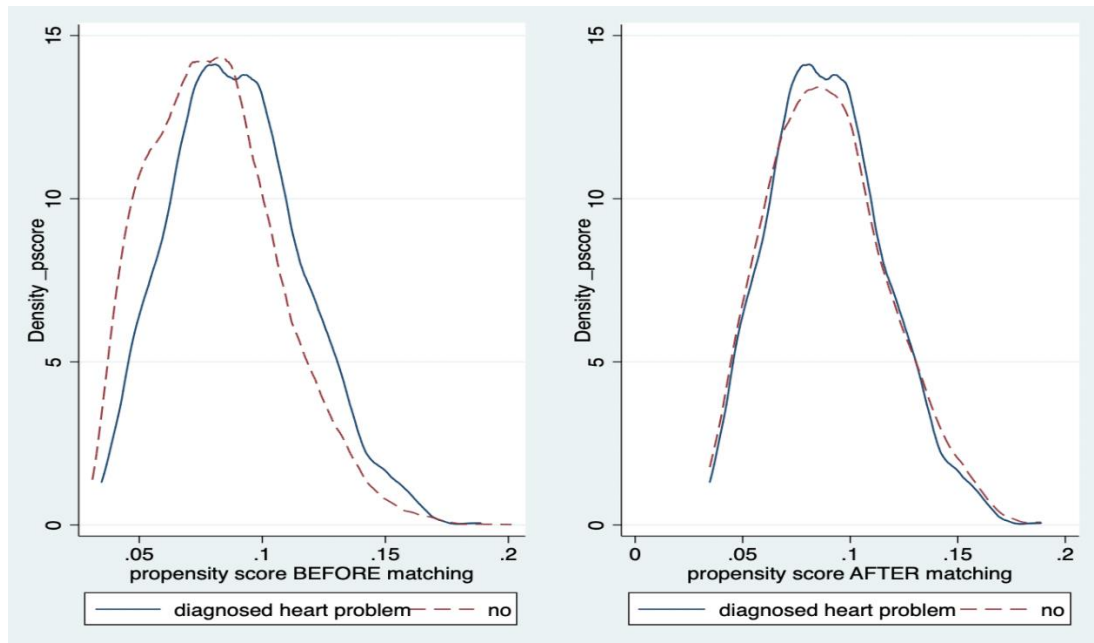 15
10
5
0
Density _pscore
.05
.1
.15
.2
propensity score BEFORE matching
diagnosed heart problem
no
15
10
5
0
Density _pscore
0
.05
.1
.15
.2
propensity score AFTER matching
diagnosed heart problem
no